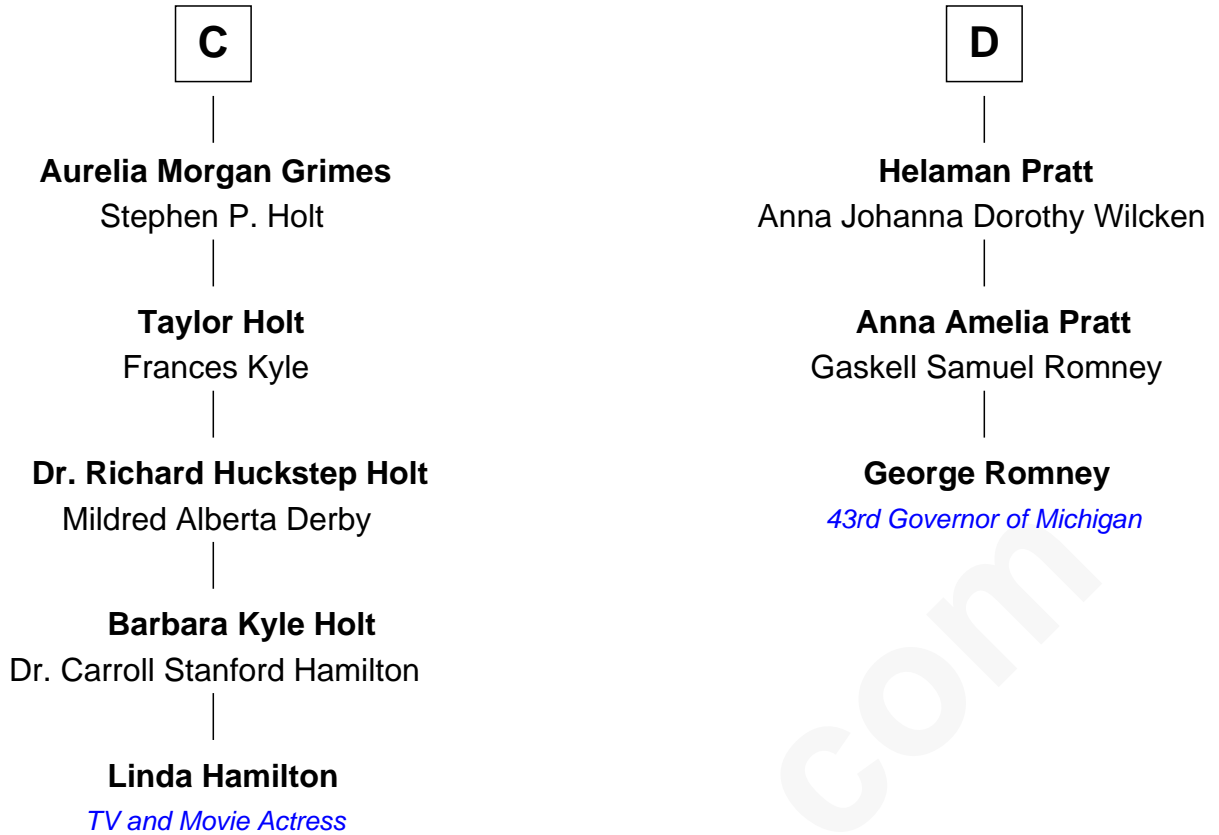 C
Aurelia Morgan Grimes
Stephen P. Holt
Taylor Holt
Frances Kyle
Dr. Richard Huckstep Holt
Mildred Alberta Derby
Barbara Kyle Holt
Dr. Carroll Stanford Hamilton
Linda Hamilton
TV and Movie Actress
D
Helaman Pratt
Anna Johanna Dorothy Wilcken
Anna Amelia Pratt
Gaskell Samuel Romney
George Romney
43rd Governor of Michigan
com